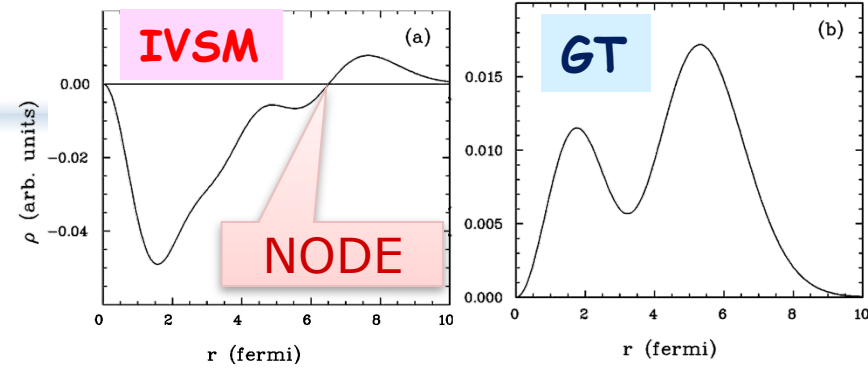 IVSM
(a)
0.00
−0.02
−0.04
ρ (arb. units)
NODE
0
2
4
6
8
10
r (fermi)
GT
(b)
0.015
0.010
0.005
0.000
0
2
4
6
8
10
r (fermi)